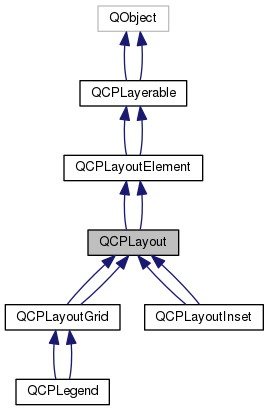 QObject
QCPLayerable
QCPLayoutElement
QCPLayout
QCPLayoutGrid
QCPLayoutInset
QCPLegend